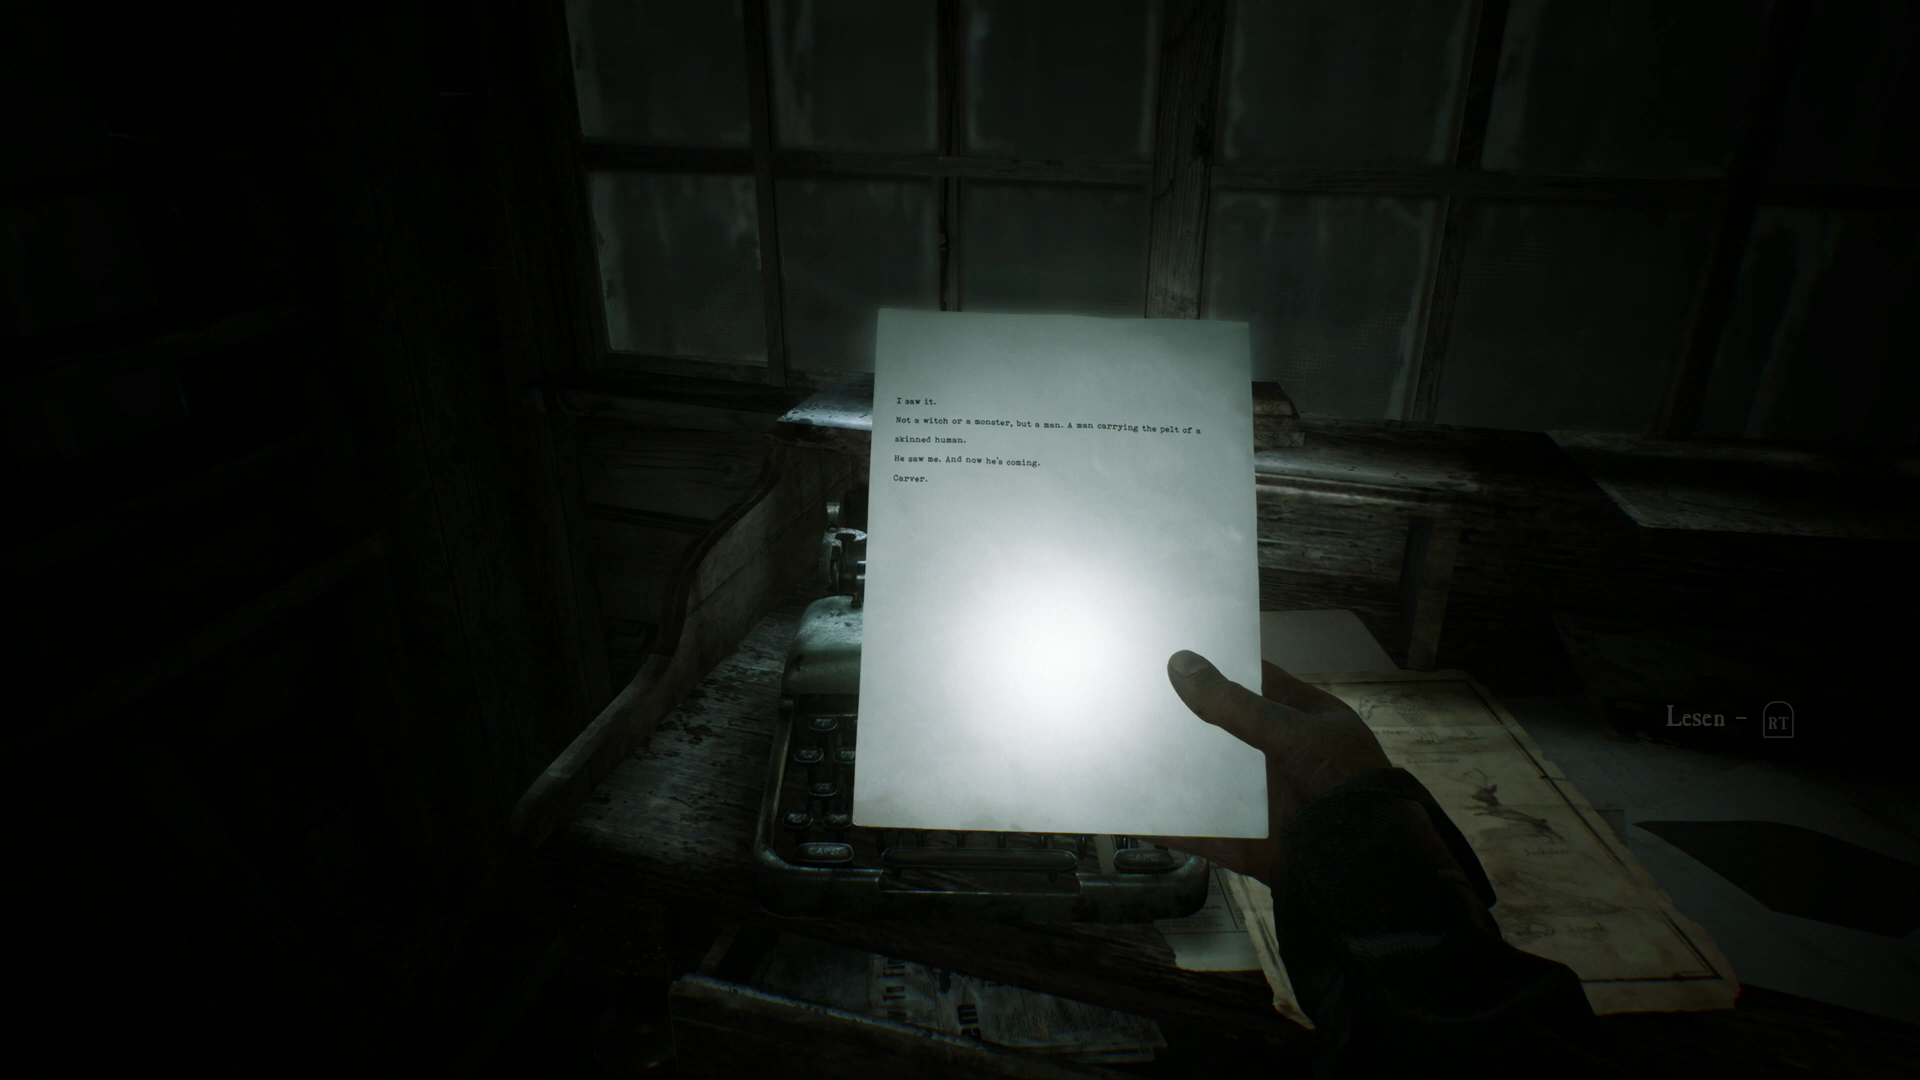 I saw it.
Not a witch or a monster, but a man. A man carrying the pelt of a
skinned human.
He saw me. And now he's coming.
Carver.
Lesen - RT